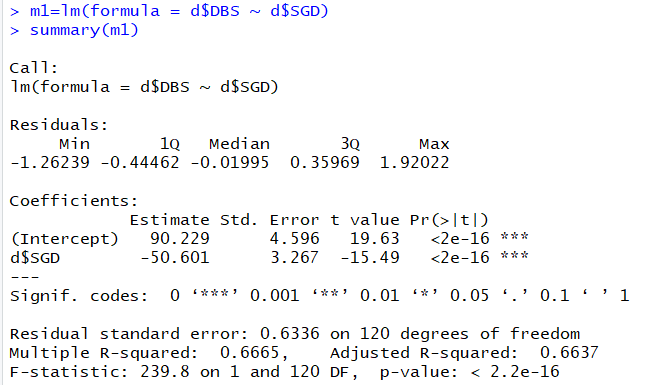 > m1=lm(formula = d$DBS ~ d$SGD)
> summary(m1)
Call:
lm(formula = d$DBS ~ d$SGD)
Residuals:
Min 1Q Median 3Q Max
-1.26239 -0.44462 -0.01995 0.35969 1.92022
Coefficients:
Estimate Std. Error t value Pr(>|t|)
(Intercept) 90.229 4.596 19.63 <2e-16 ***
d$SGD -50.601 3.267 -15.49 <2e-16 ***
---
Signif. codes: 0 ‘***’ 0.001 ‘**’ 0.01 ‘*’ 0.05 ‘.’ 0.1 ‘ ’ 1
Residual standard error: 0.6336 on 120 degrees of freedom
Multiple R-squared: 0.6665, Adjusted R-squared: 0.6637
F-statistic: 239.8 on 1 and 120 DF, p-value: < 2.2e-16